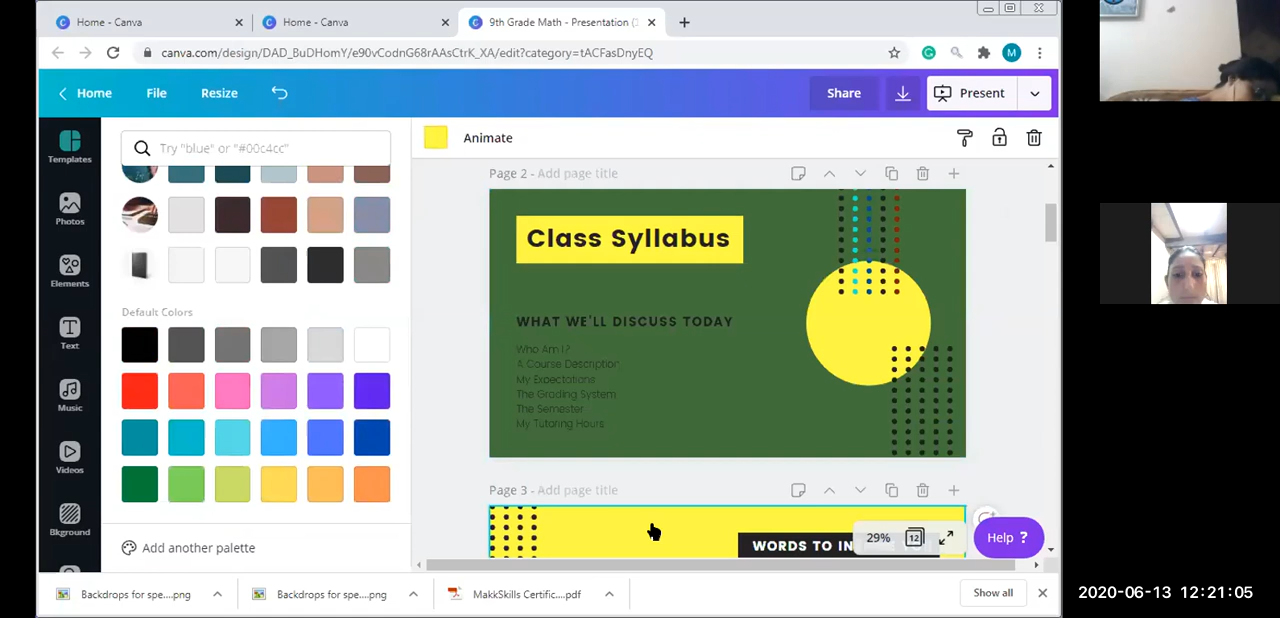 Home - Canva
Home - Canva
9th Grade Math - Presentation (
canva.com/design/DAD_BuDHomY/e90vCodnG68rAAsCtrK_XA/edit?category=tACFasDnyEQ
M
Home
File
Resize
Share
Present
Templates
Photos
Elements
Text
Music
Videos
Bkground
Try "blue" or "#00c4cc"
Default Colors
Add another palette
Animate
Page 2 - Add page title
Class Syllabus
WHAT WE'LL DISCUSS TODAY
Who Am I?
A Course Description
My Expectations
The Grading System
The Semester
My Tutoring Hours
Page 3 - Add page title
WORDS TO IN
29%
12
Help ?
Backdrops for spe....png
Backdrops for spe....png
MakkSkills Certific....pdf
Show all
2020-06-13 12:21:05